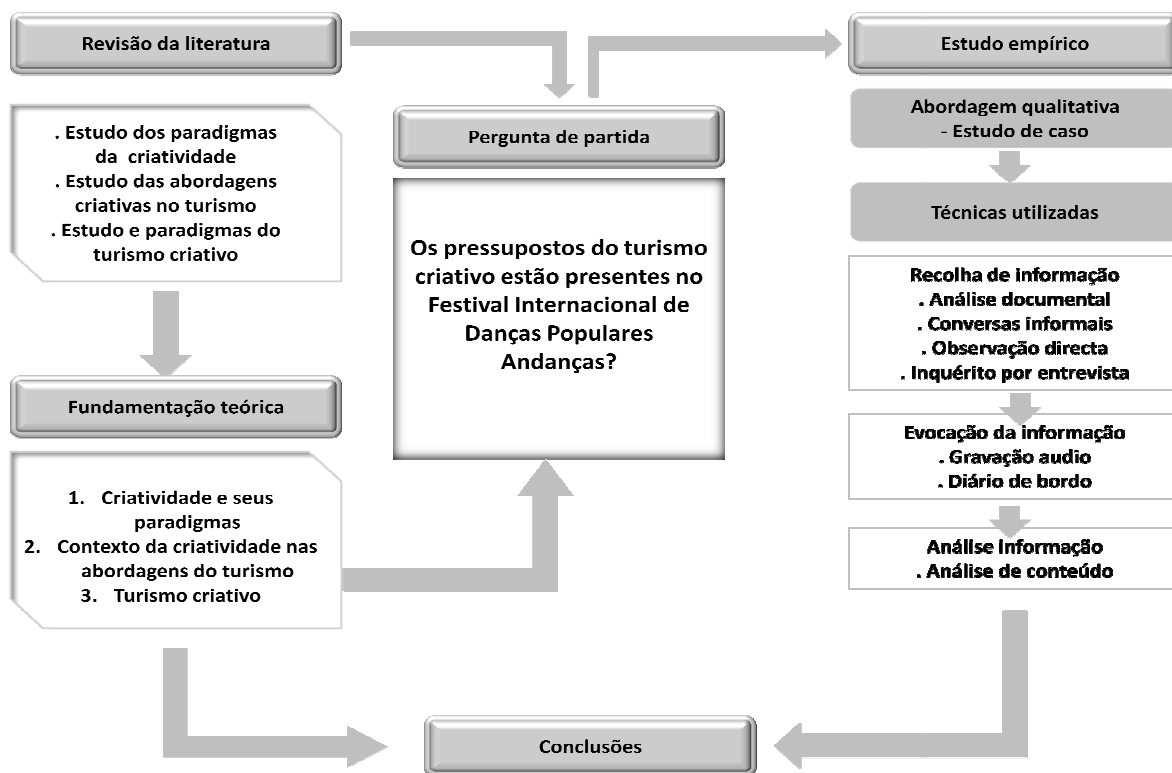 Revisão da literatura
. Estudo dos paradigmas
da criatividade
. Estudo das abordagens
criativas no turismo
. Estudo e paradigmas do
turismo criativo
Fundamentação teórica
1. Criatividade e seus
paradigmas
2. Contexto da criatividade nas
abordagens do turismo
3. Turismo criativo
Pergunta de partida
Os pressupostos do turismo
criativo estão presentes no
Festival Internacional de
Danças Populares
Andanças?
Estudo empírico
Abordagem qualitativa
- Estudo de caso
Técnicas utilizadas
Recolha de informação
. Análise documental
. Conversas informais
. Observação directa
. Inquérito por entrevista
Evocação da informação
. Gravação audio
. Diário de bordo
Análise informação
. Análise de conteúdo
Conclusões